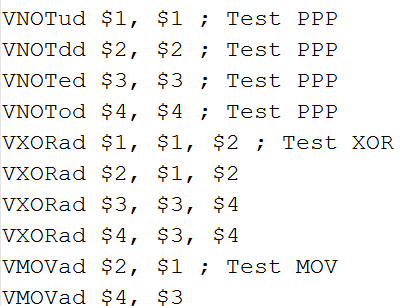 VNOTud $1, $1 ; Test PPP
VNOTdd $2, $2 ; Test PPP
VNOTed $3, $3 ; Test PPP
VNOTod $4, $4 ; Test PPP
VXORad $1, $1, $2 ; Test XOR
VXORad $2, $1, $2
VXORad $3, $3, $4
VXORad $4, $3, $4
VMOVad $2, $1 ; Test MOV
VMOVad $4, $3